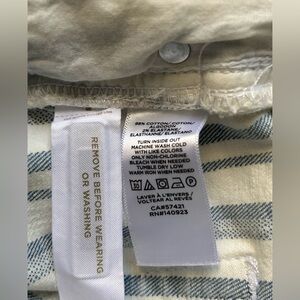 REMOVE BEFORE WEARING
OR WASHING
98% COTTON/ COTON/
ALGODON
2% ELASTANE/
ELASTHANNE/ELASTANO
TURN INSIDE OUT
MACHINE WASH COLD
WITH LIKE COLORS
ONLY NON-CHLORINE
BLEACH WHEN NEEDED
TUMBLE DRY LOW
WARM IRON WHEN NEEDED
LAVER À L'ENVERS/
VOLTEAR AL REVÉS
CA#57421
RN#140923